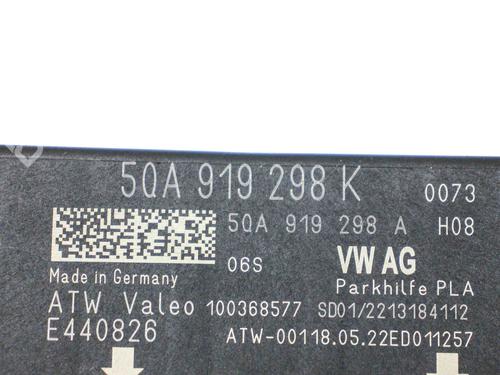 5QA 919 298 K 0073
5QA 919 298 A H08
06S VW AG
Made in Germany Parkhilfe PLA
ATW Valeo 100368577 SD01/2213184112
E440826 ATW-00118.05.22ED011257